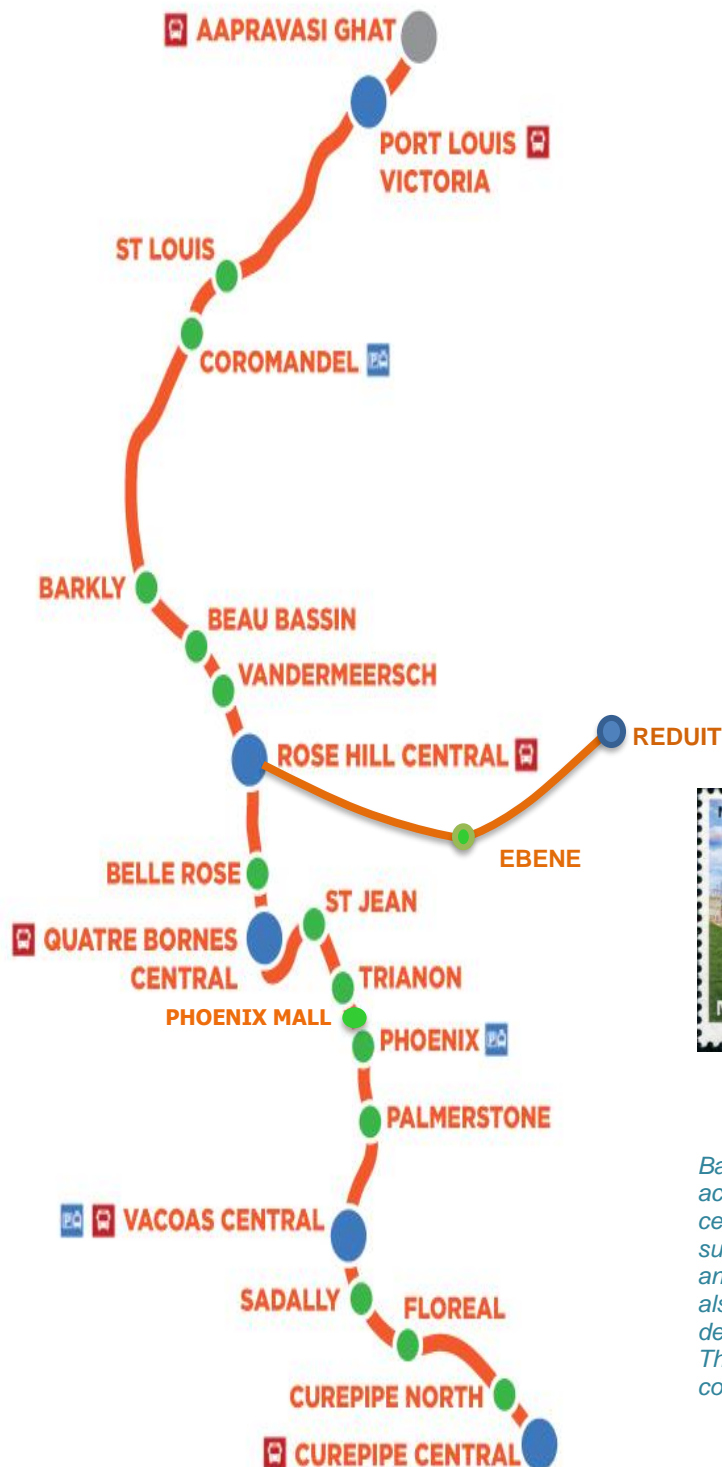 AAPRAVASI GHAT
PORT LOUIS
VICTORIA
ST LOUIS
COROMANDEL
BARKLY
BEAU BASSIN
VANDERMEERSCH
ROSE HILL CENTRAL
REDUIT
EBENE
BELLE ROSE
ST JEAN
QUATRE BORNES
CENTRAL
TRIANON
PHOENIX MALL
PHOENIX
PALMERSTONE
VACOAS CENTRAL
SADALLY
FLOREAL
CUREPIPE NORTH
CUREPIPE CENTRAL